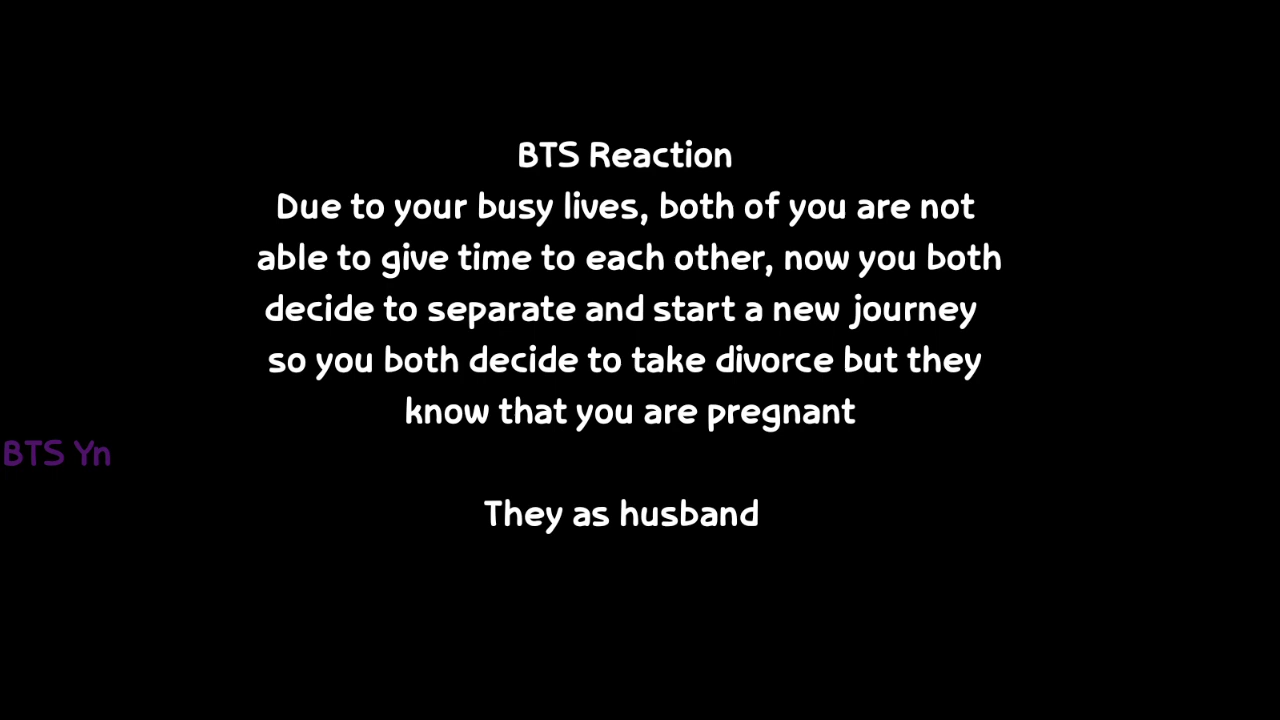 BTS Reaction
Due to your busy lives, both of you are not
able to give time to each other, now you both
decide to separate and start a new journey
so you both decide to take divorce but they
know that you are pregnant
BTS Yn
They as husband